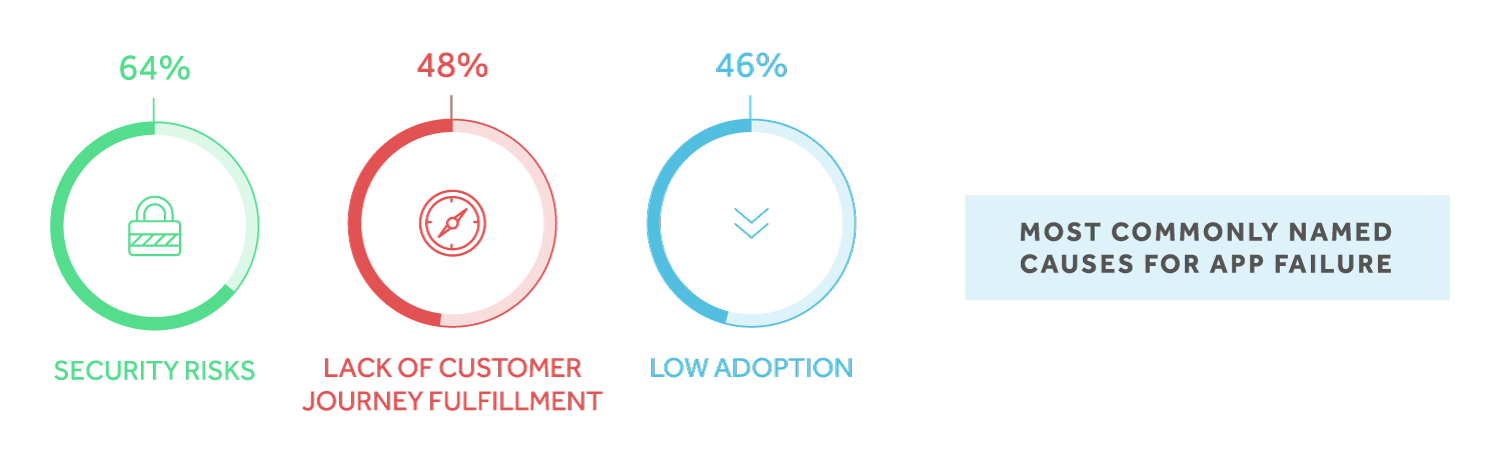 64%
SECURITY RISKS
48%
LACK OF CUSTOMER
JOURNEY FULFILLMENT
46%
LOW ADOPTION
MOST COMMONLY NAMED
CAUSES FOR APP FAILURE